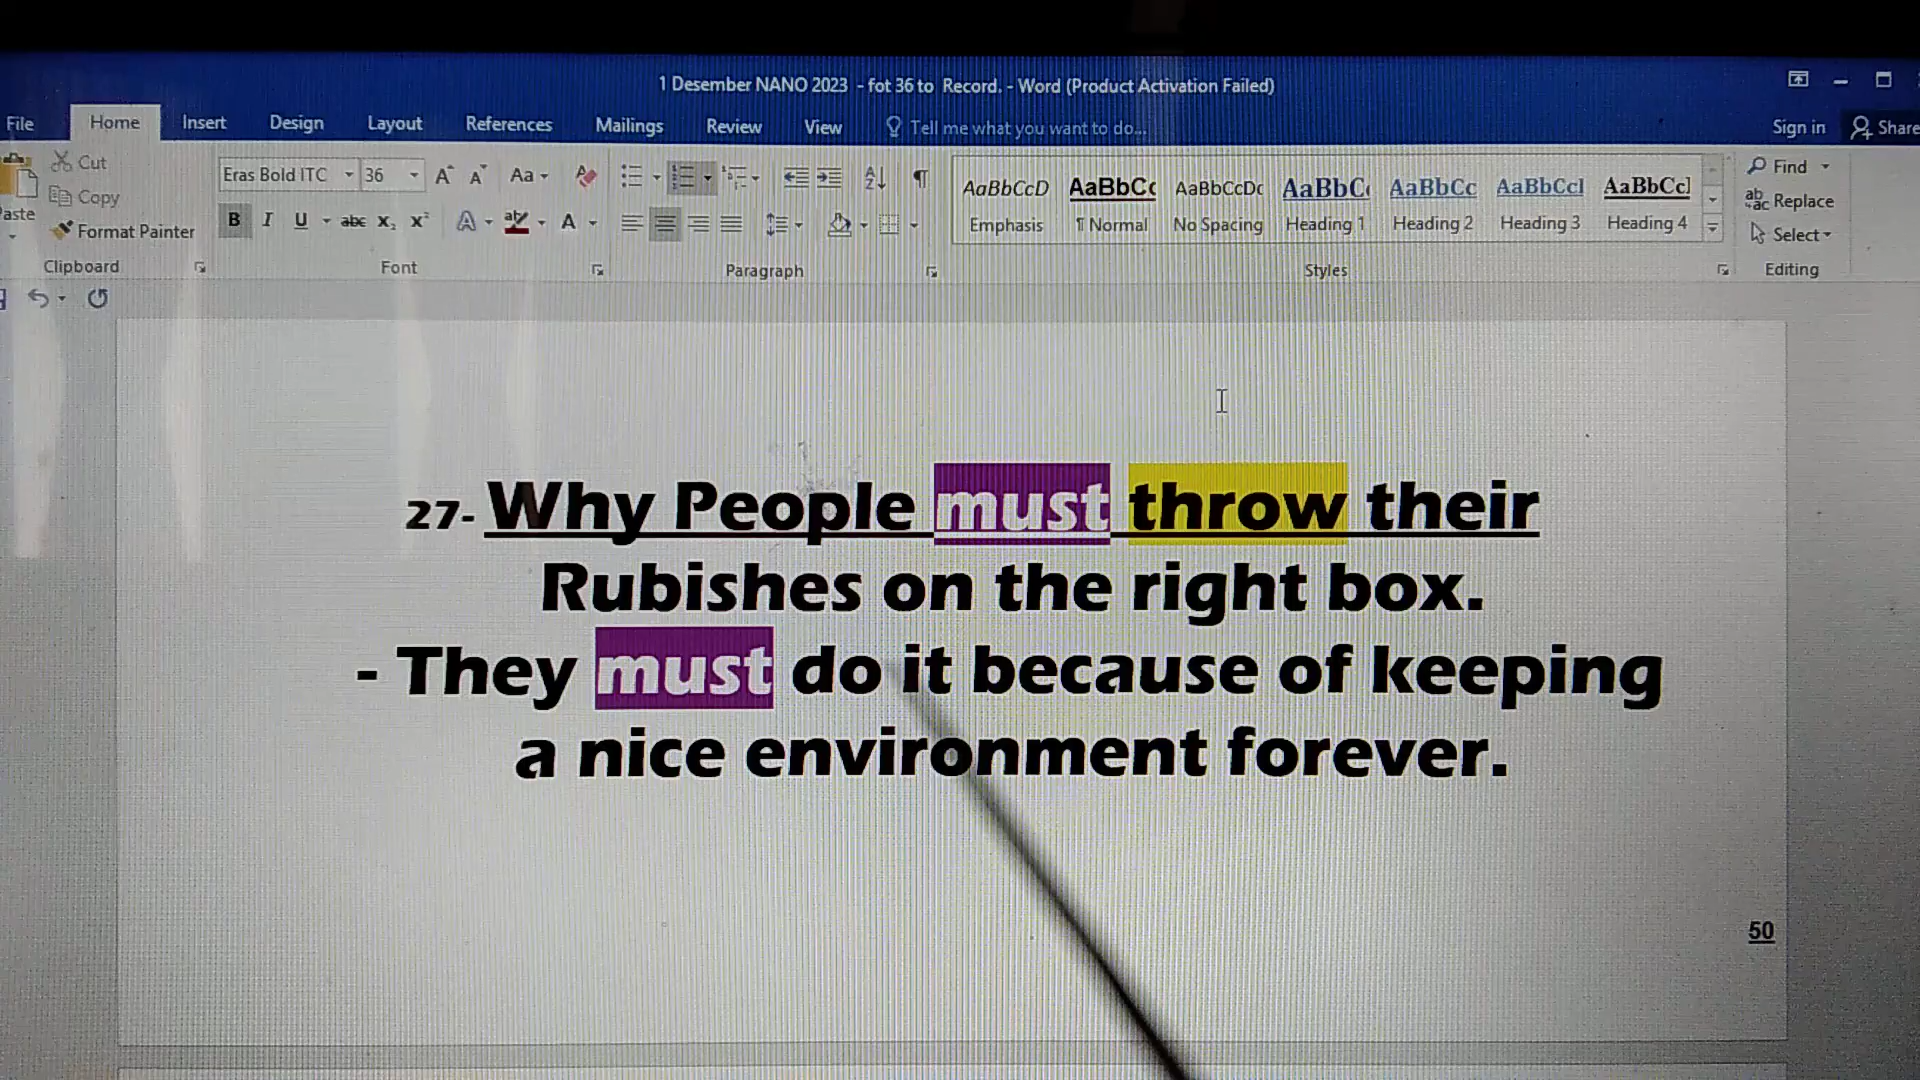 1 Desember NANO 2023 - fot 36 to Record. - Word (Product Activation Failed)
File Home Insert Design Layout References Mailings Review View Tell me what you want to do... Sign in Share
Cut
Copy
Format Painter
Clipboard
Eras Bold ITC 36
Font
Paragraph
AaBbCcD AaBbCc AaBbCcDc AaBbC AaBbCc AaBbCcI AaBbCcI
Emphasis ¶ Normal No Spacing Heading 1 Heading 2 Heading 3 Heading 4
Styles
Find
Replace
Select
Editing
27- Why People must throw their
Rubishes on the right box.
- They must do it because of keeping
a nice environment forever.
50